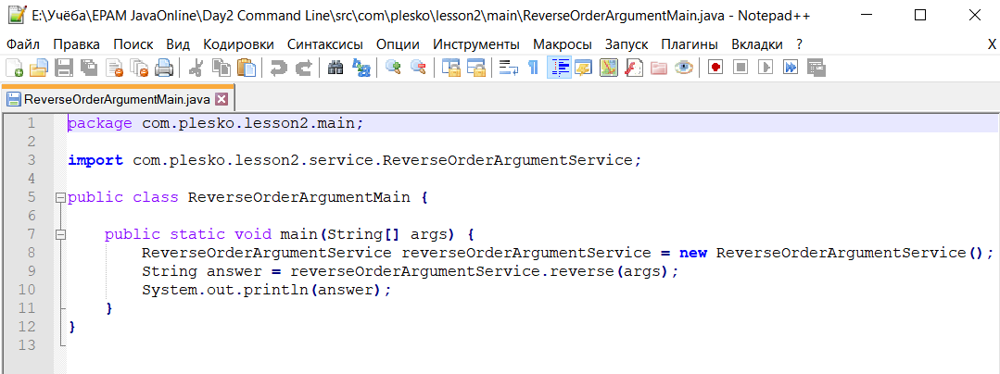 E:\Учёба\EPAM JavaOnline\Day2 Command Line\src\com\plesko\lesson2\main\ReverseOrderArgumentMain.java - Notepad++
Файл Правка Поиск Вид Кодировки Синтаксисы Опции Инструменты Макросы Запуск Плагины Вкладки ? X
ReverseOrderArgumentMain.java
1 package com.plesko.lesson2.main;
2
3 import com.plesko.lesson2.service.ReverseOrderArgumentService;
4
5 public class ReverseOrderArgumentMain {
6
7     public static void main(String[] args) {
8         ReverseOrderArgumentService reverseOrderArgumentService = new ReverseOrderArgumentService();
9         String answer = reverseOrderArgumentService.reverse(args);
10         System.out.println(answer);
11     }
12 }
13